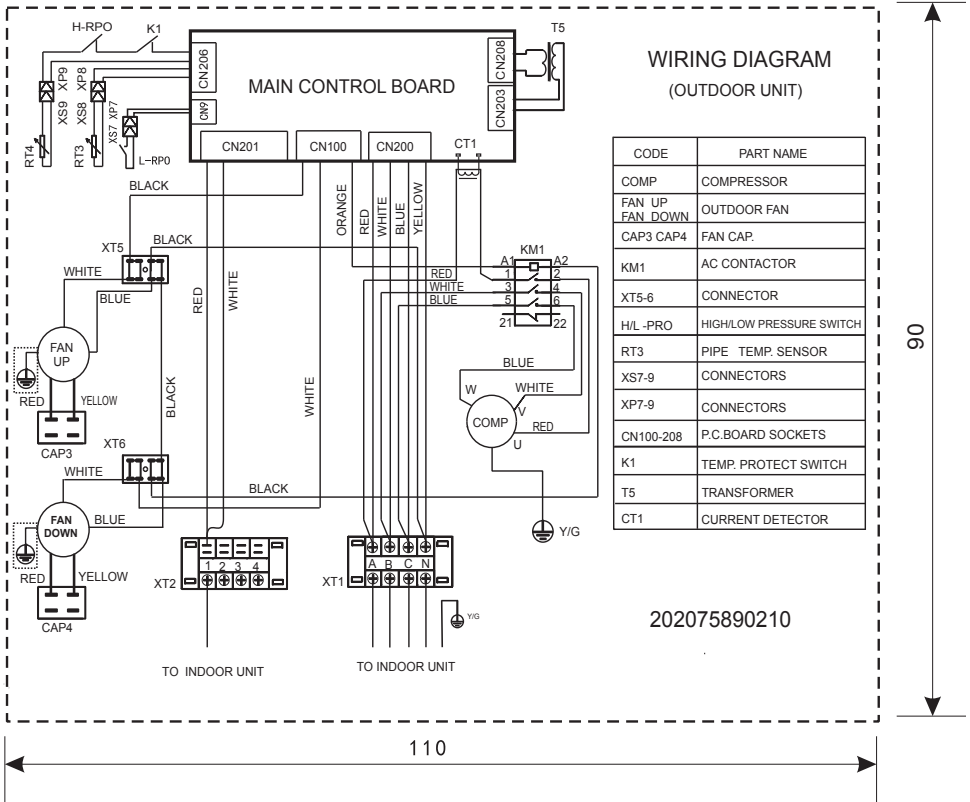 H-RPO K1
CN206
CN9
MAIN CONTROL BOARD
CN208
CN203
T5
XP9
XS9
XP8
XS8
XP7
XS7
RT4
RT3
L-RPO
CN201
CN100
CN200
CT1
WIRING DIAGRAM
(OUTDOOR UNIT)
CODE PART NAME
COMP COMPRESSOR
FAN UP
FAN DOWN OUTDOOR FAN
CAP3 CAP4 FAN CAP.
KM1 AC CONTACTOR
XT5-6 CONNECTOR
H/L -PRO HIGH/LOW PRESSURE SWITCH
RT3 PIPE TEMP. SENSOR
XS7-9 CONNECTORS
XP7-9 CONNECTORS
CN100-208 P.C.BOARD SOCKETS
K1 TEMP. PROTECT SWITCH
T5 TRANSFORMER
CT1 CURRENT DETECTOR
BLACK
ORANGE
RED
WHITE
BLUE
YELLOW
XT5
BLACK
WHITE
BLUE
RED
WHITE
KM1
A1 A2
RED 1 2
WHITE 3 4
BLUE 5 6
21 22
FAN
UP
RED
YELLOW
CAP3
BLACK
WHITE
BLUE
W
WHITE
V
COMP
RED
U
XT6
WHITE
BLACK
Y/G
FAN
DOWN
BLUE
RED
YELLOW
CAP4
XT2
1 2 3 4
XT1
A B C N
Y/G
TO INDOOR UNIT
TO INDOOR UNIT
202075890210
90
110